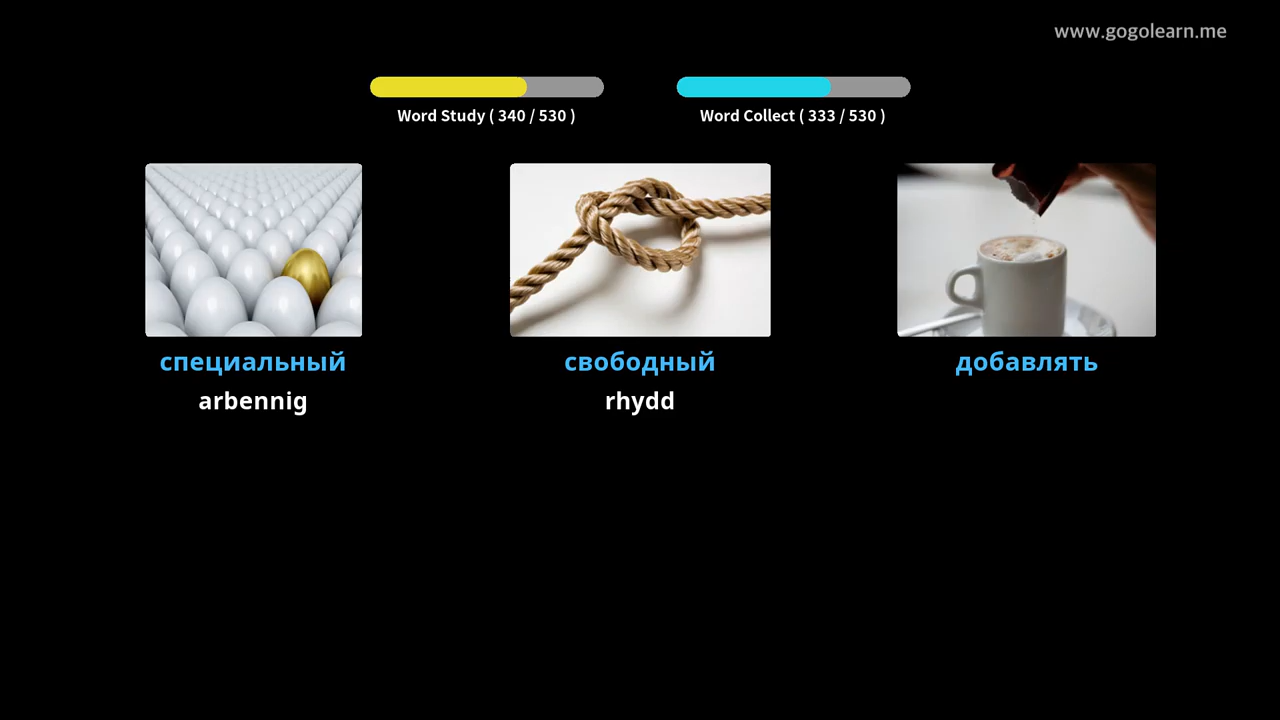 www.gogolearn.me
Word Study ( 340 / 530 )
Word Collect ( 333 / 530 )
специальный
свободный
добавлять
arbennig
rhydd